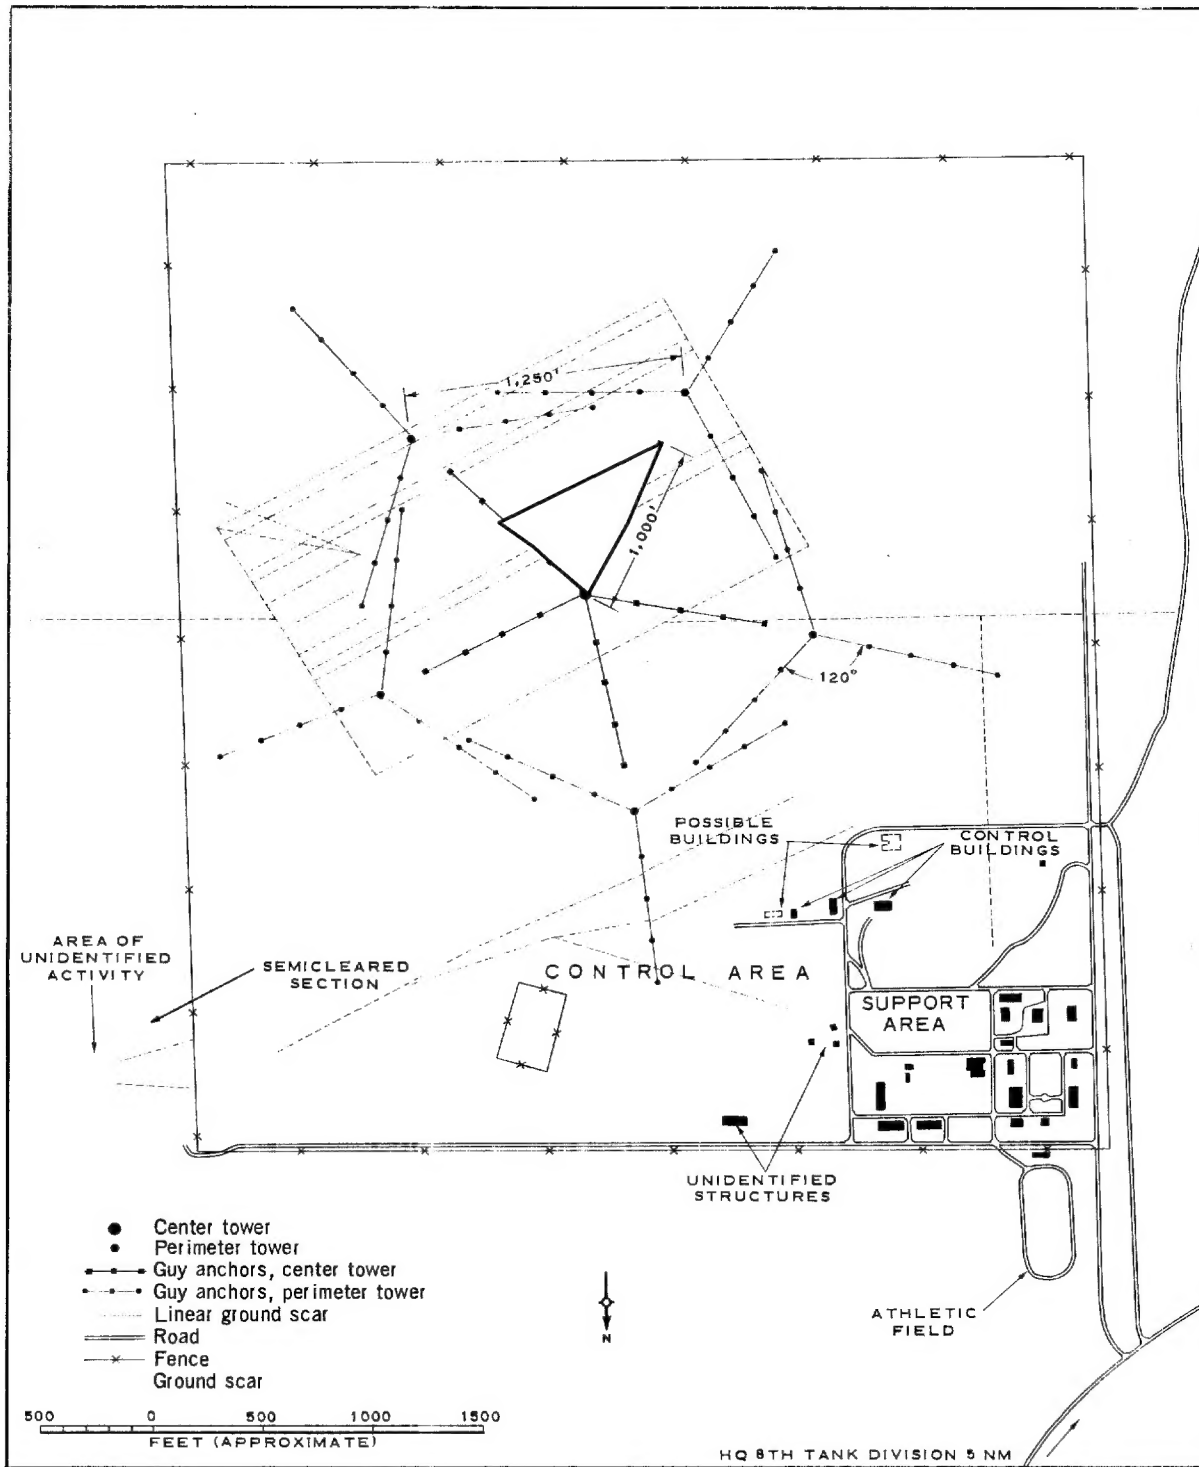 1,250'
1,000'
120°
POSSIBLE
BUILDINGS
CONTROL
BUILDINGS
AREA OF
UNIDENTIFIED
ACTIVITY
SEMICLEARED
SECTION
CONTROL AREA
SUPPORT
AREA
UNIDENTIFIED
STRUCTURES
Center tower
Perimeter tower
Guy anchors, center tower
Guy anchors, perimeter tower
Linear ground scar
Road
Fence
Ground scar
N
ATHLETIC
FIELD
500 0 500 1000 1500
FEET (APPROXIMATE)
HQ 8TH TANK DIVISION 5 NM